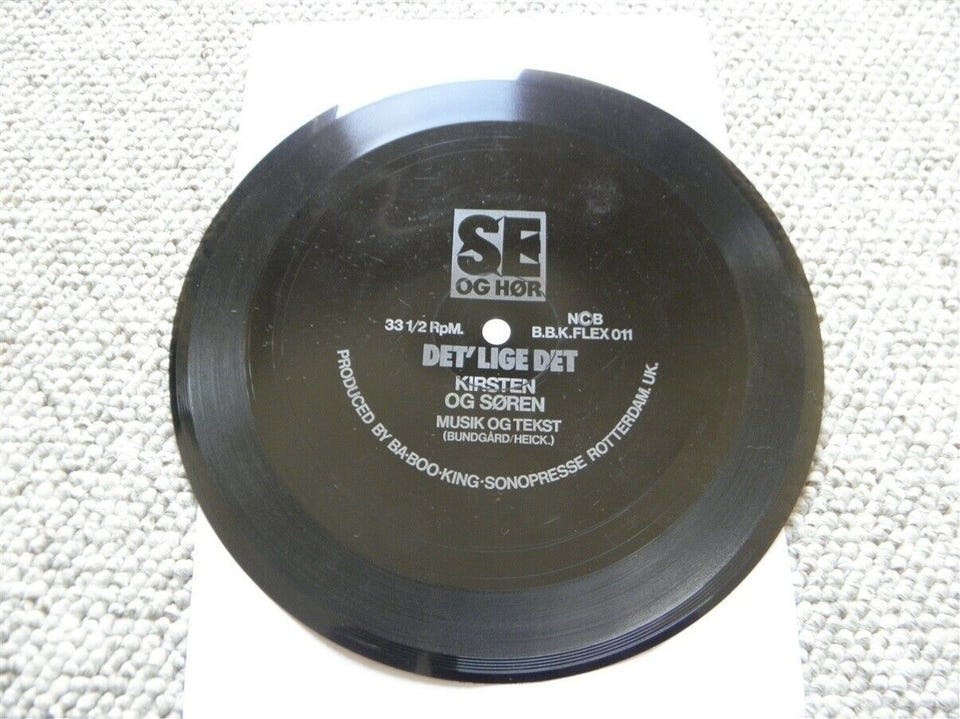 SE
OG HØR
33 1/2 RpM.
NCB
B.B.K.FLEX 011
DET' LIGE DET
KIRSTEN
OG SØREN
MUSIK OG TEKST
(BUNDGÅRD/HEICK.)
PRODUCED BY BA·BOO·KING·SONOPRESSE ROTTERDAM. UK.